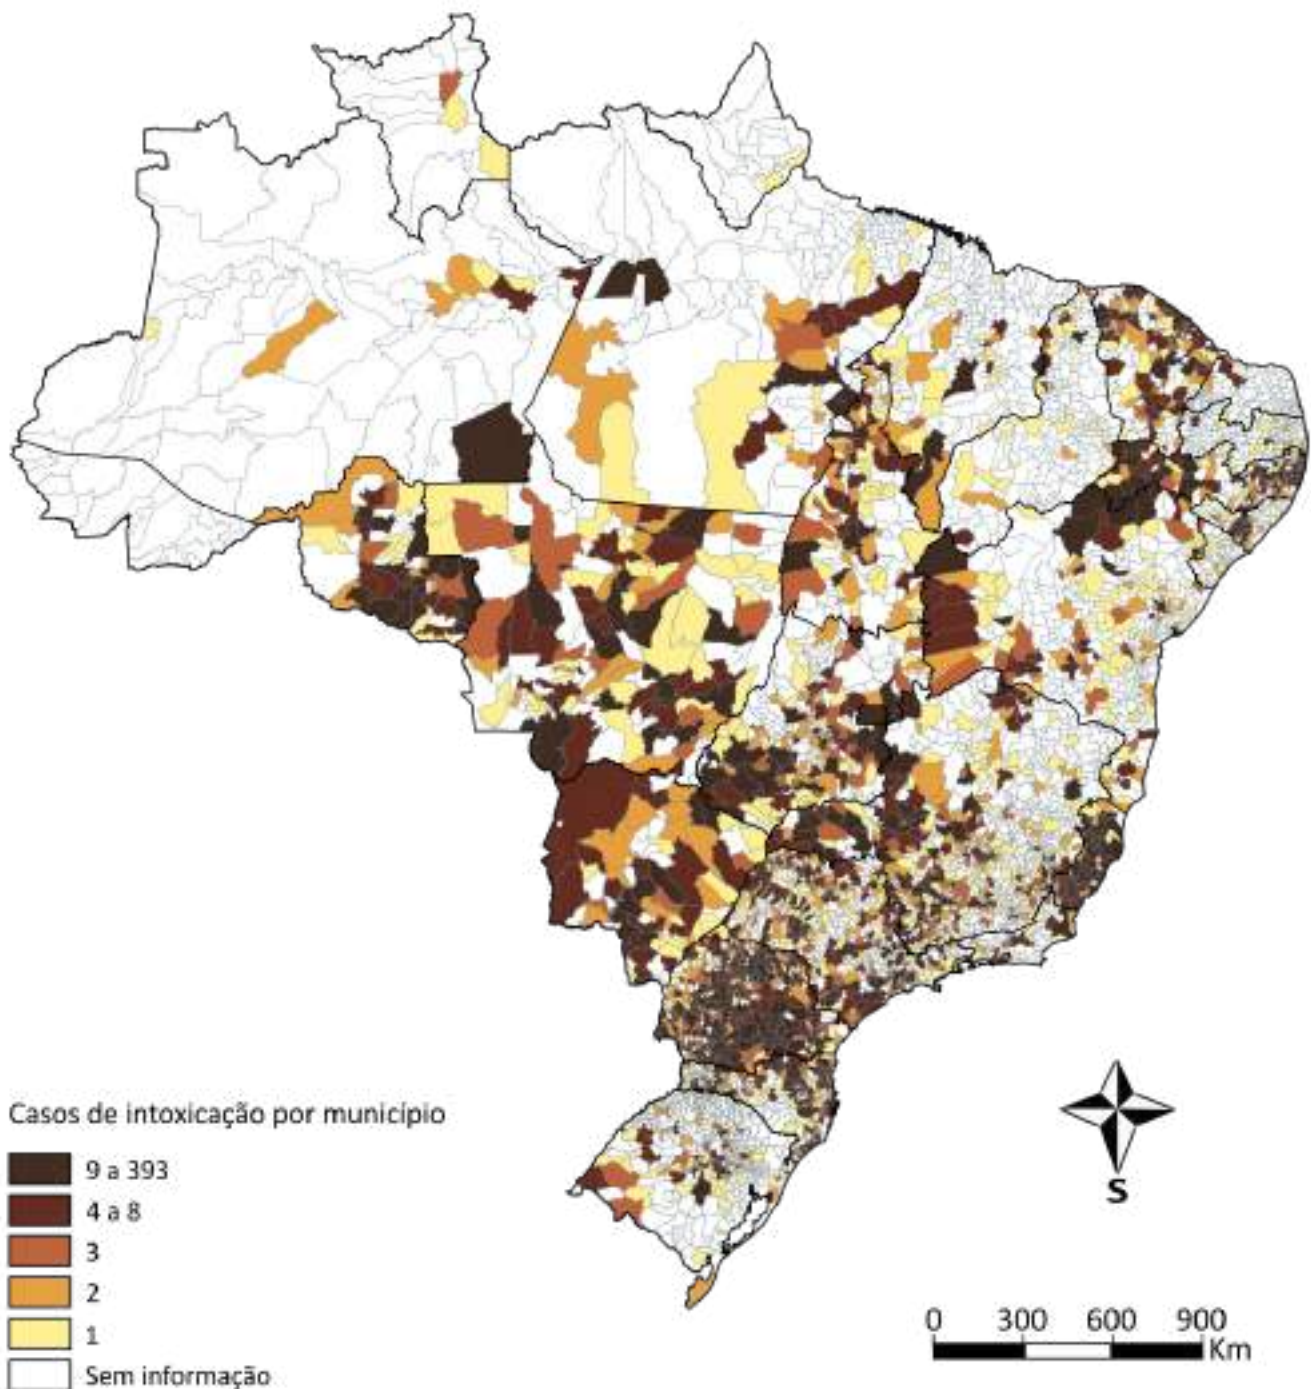 Casos de intoxicação por município
9 a 393
4 a 8
3
2
1
Sem informação
S
0 300 600 900
Km